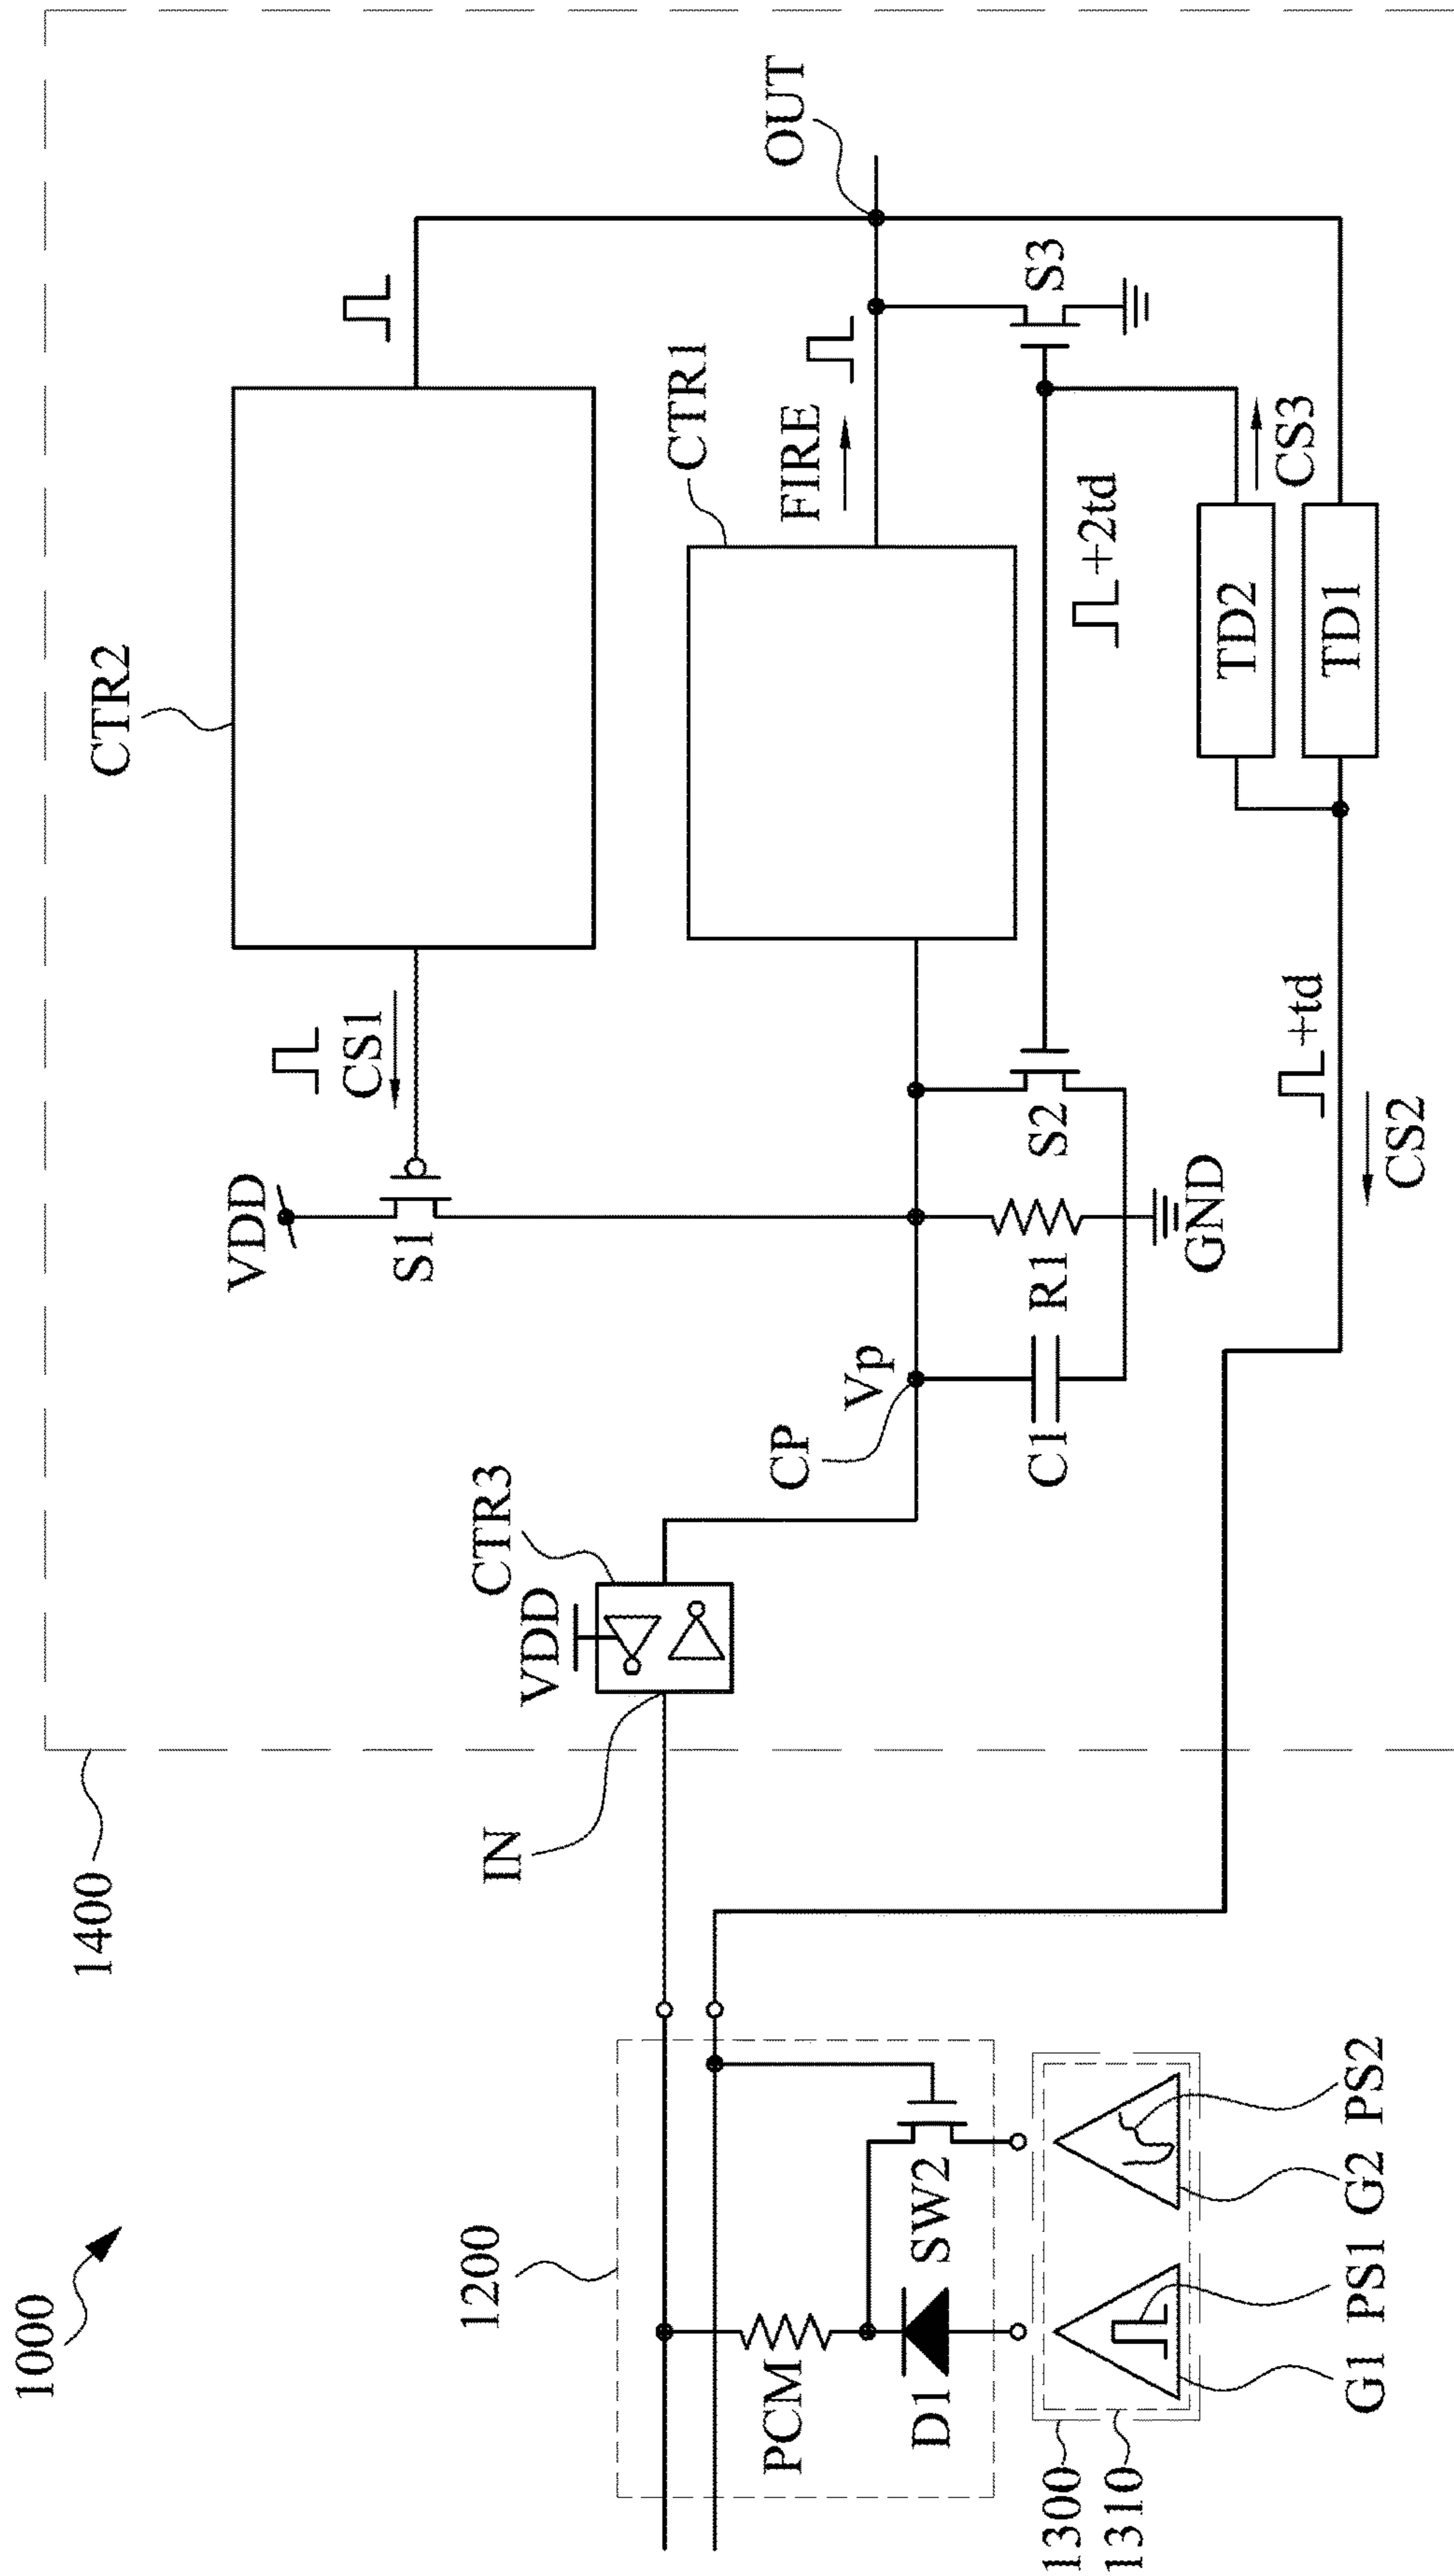 1000
1400
1200
1300
1310
PCM
D1
SW2
G1
PS1
G2
PS2
IN
VDD
CTR3
CP
Vp
C1
R1
GND
VDD
S1
S2
CS1
CTR2
CTR1
FIRE
OUT
S3
+2td
TD2
TD1
CS3
+td
CS2